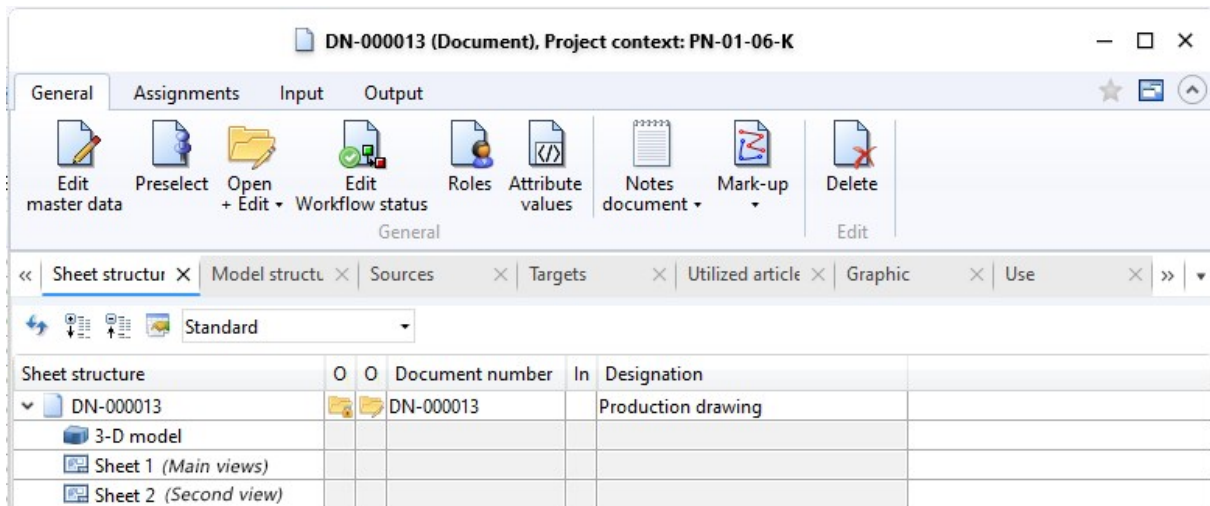 DN-000013 (Document), Project context: PN-01-06-K
General Assignments Input Output
Edit master data
Preselect
Open + Edit
Edit Workflow status
Roles
Attribute values
Notes document
Mark-up
Delete
General Edit
Sheet structur Model structu Sources Targets Utilized article Graphic Use
Standard
Sheet structure O O Document number In Designation
DN-000013 DN-000013 Production drawing
3-D model
Sheet 1 (Main views)
Sheet 2 (Second view)